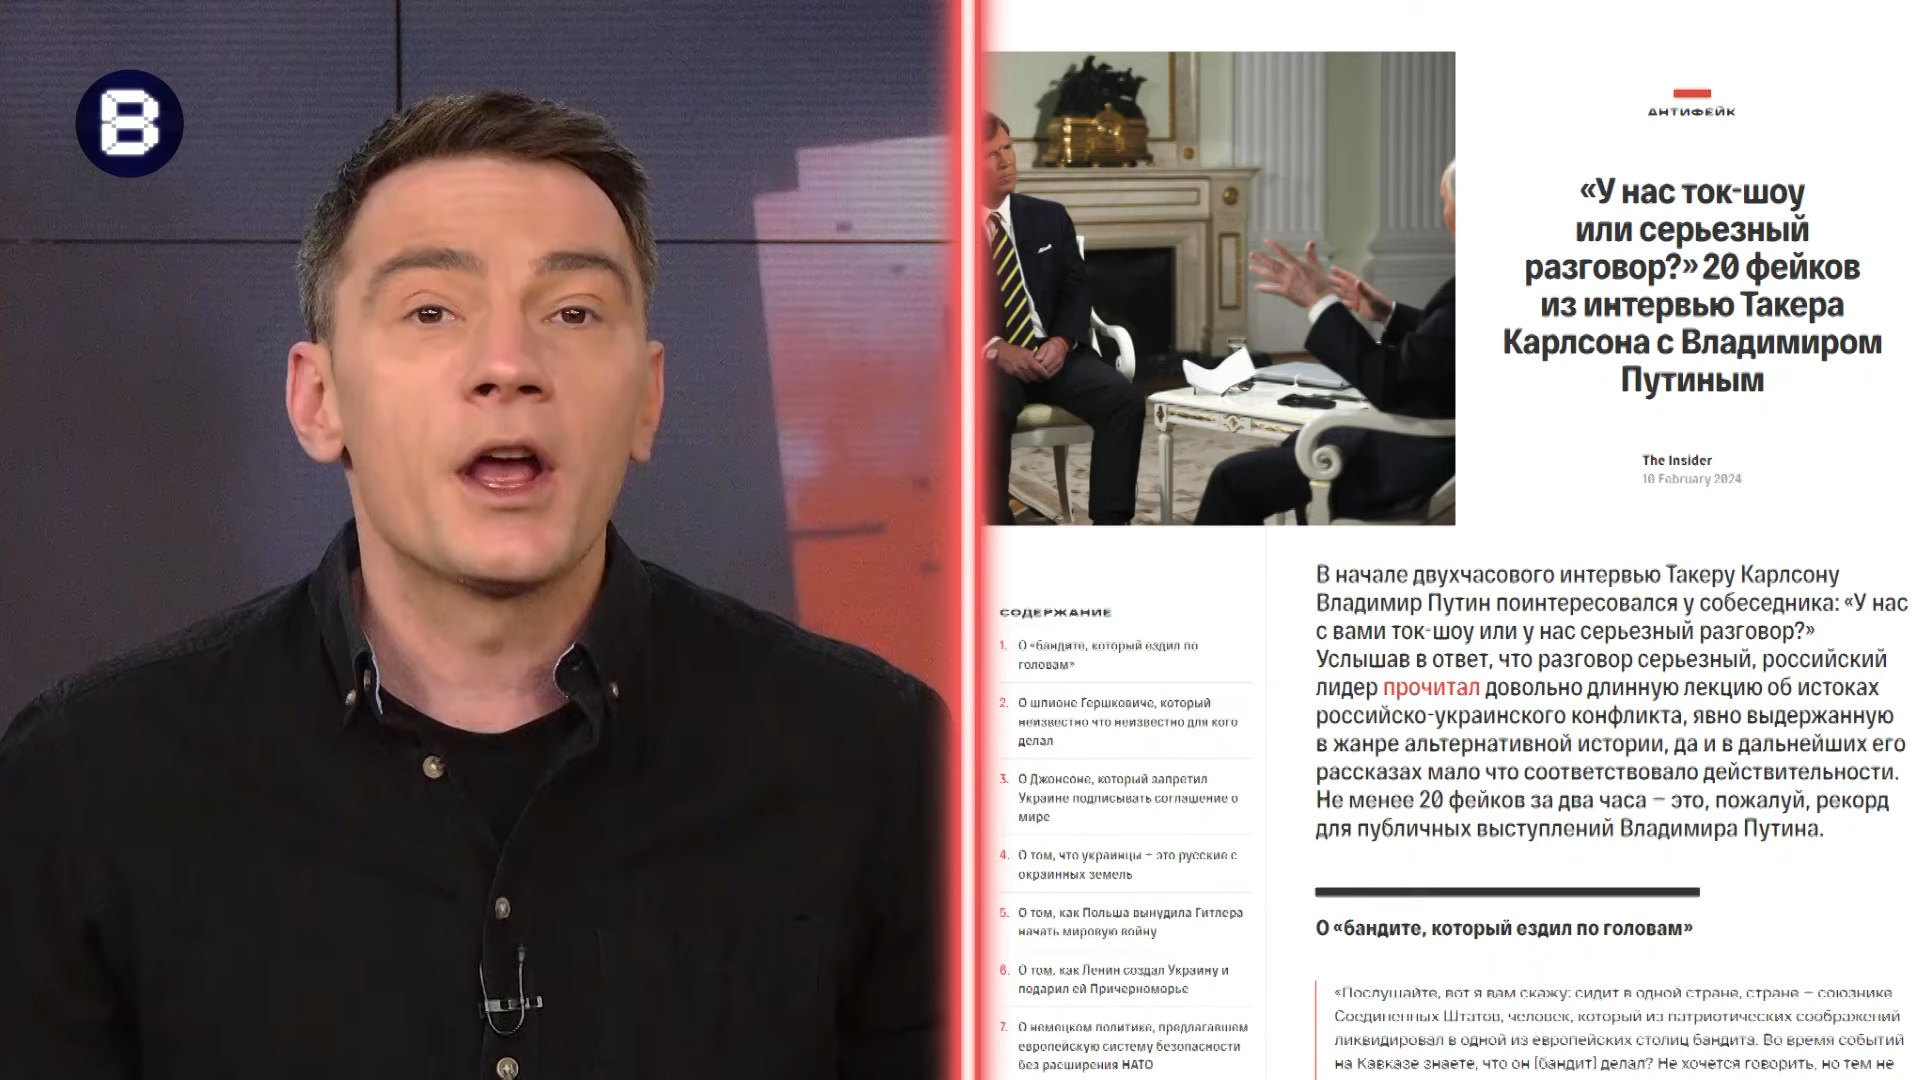 B
АНТИФЕЙК
«У нас ток-шоу
или серьезный
разговор?» 20 фейков
из интервью Такера
Карлсона с Владимиром
Путиным
The Insider
10 February 2024
В начале двухчасового интервью Такеру Карлсону
Владимир Путин поинтересовался у собеседника: «У нас
с вами ток-шоу или у нас серьезный разговор?»
Услышав в ответ, что разговор серьезный, российский
лидер прочитал довольно длинную лекцию об истоках
российско-украинского конфликта, явно выдержанную
в жанре альтернативной истории, да и в дальнейших его
рассказах мало что соответствовало действительности.
Не менее 20 фейков за два часа — это, пожалуй, рекорд
для публичных выступлений Владимира Путина.
СОДЕРЖАНИЕ
1. О «бандите, который ездил по
головам»
2. О шпионе Гершковиче, который
неизвестно что неизвестно для кого
делал
3. О Джонсоне, который запретил
Украине подписывать соглашение о
мире
4. О том, что украинцы – это русские с
окраинных земель
5. О том, как Польша вынудила Гитлера
начать мировую войну
6. О том, как Ленин создал Украину и
подарил ей Причерноморье
7. О немецком политике, предлагавшем
европейскую систему безопасности
без расширения НАТО
О «бандите, который ездил по головам»
«Послушайте, вот я вам скажу: сидит в одной стране, стране – союзнике
Соединенных Штатов, человек, который из патриотических соображений
ликвидировал в одной из европейских столиц бандита. Во время событий
на Кавказе знаете, что он [бандит] делал? Не хочется говорить, но тем не